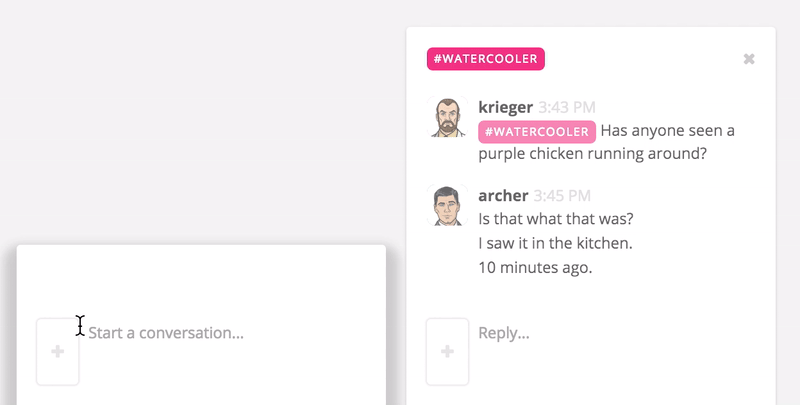 #WATERCOOLER
krieger 3:43 PM
#WATERCOOLER Has anyone seen a
purple chicken running around?
archer 3:45 PM
Is that what that was?
I saw it in the kitchen.
10 minutes ago.
Start a conversation...
Reply...